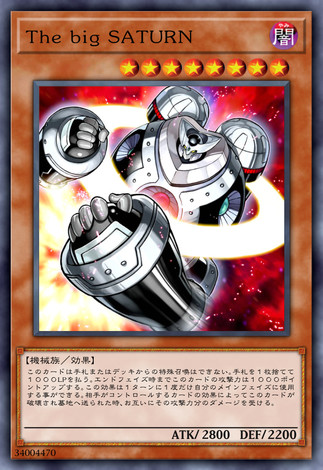 The big SATURN
闇
やみ
【機械族／効果】
このカードは手札またはデッキからの特殊召喚はできない。手札を1枚捨てて
1000LPを払う。エンドフェイズ時までこのカードの攻撃力は1000ポイ
ントアップする。この効果は1ターンに1度だけ自分のメインフェイズに使用
する事ができる。相手がコントロールするカードの効果によってこのカードが
破壊され墓地へ送られた時、お互いにその攻撃力分のダメージを受ける。
ATK/ 2800 DEF/2200
34004470